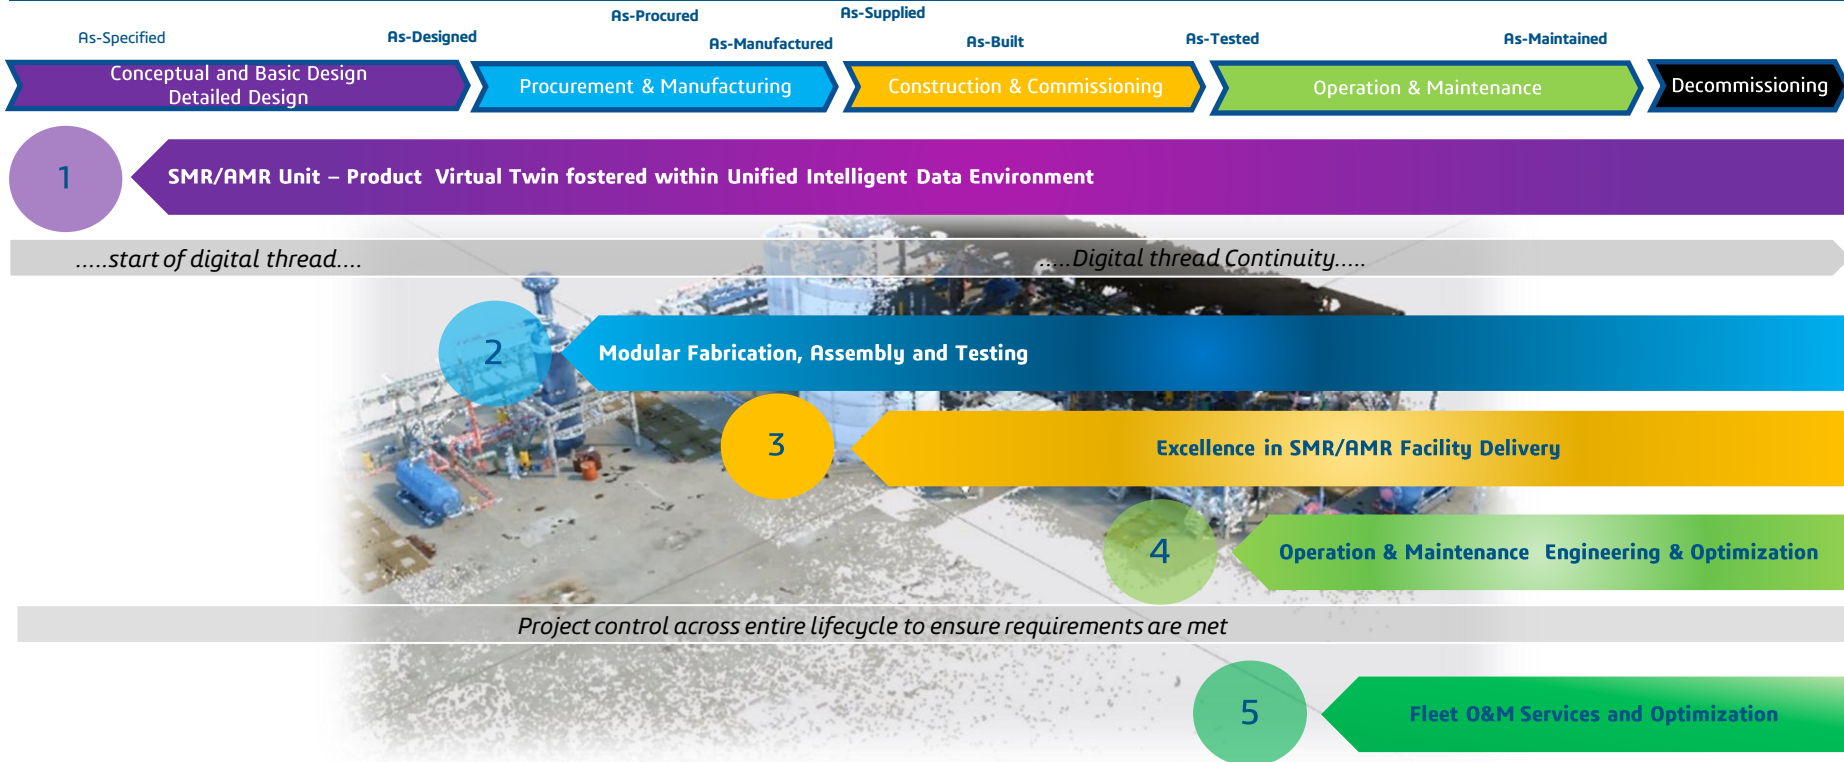 As-Procured
As-Supplied
As-Specified
As-Designed
As-Manufactured
As-Built
As-Tested
As-Maintained
Conceptual and Basic Design
Detailed Design
Procurement & Manufacturing
Construction & Commissioning
Operation & Maintenance
Decommissioning
1
SMR/AMR Unit – Product Virtual Twin fostered within Unified Intelligent Data Environment
.....start of digital thread....
.....Digital thread Continuity.....
2
Modular Fabrication, Assembly and Testing
3
Excellence in SMR/AMR Facility Delivery
4
Operation & Maintenance Engineering & Optimization
Project control across entire lifecycle to ensure requirements are met
5
Fleet O&M Services and Optimization